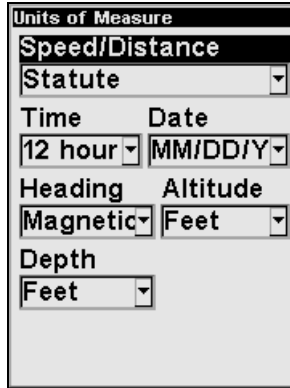 Units of Measure
Speed/Distance
Statute
Time Date
12 hour MM/DD/Y
Heading Altitude
Magnetic Feet
Depth
Feet